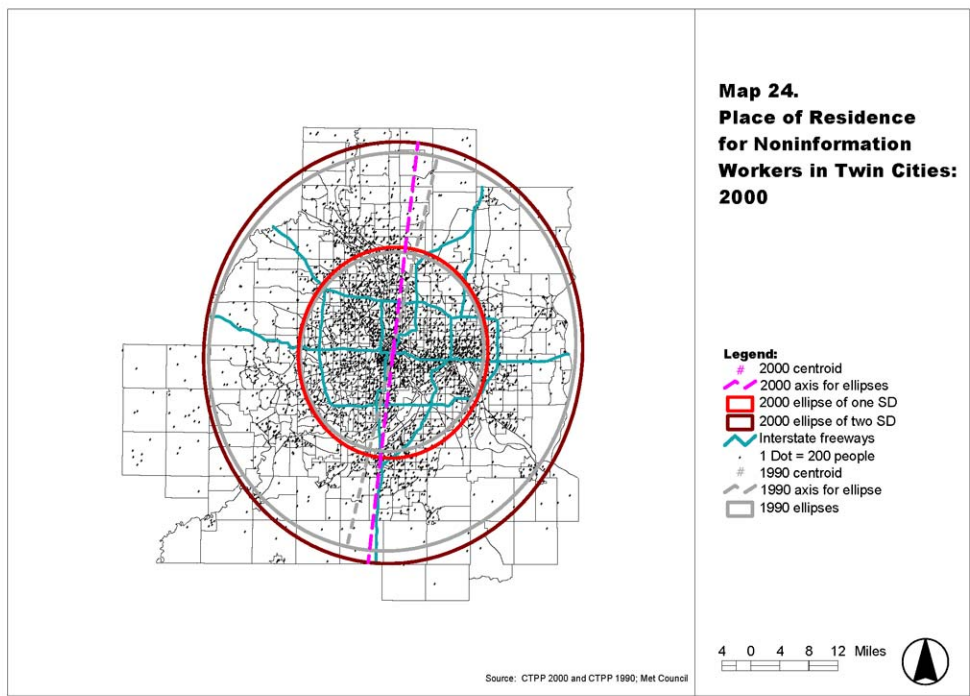 Map 24.
Place of Residence
for Noninformation
Workers in Twin Cities:
2000
Legend:
# 2000 centroid
2000 axis for ellipses
2000 ellipse of one SD
2000 ellipse of two SD
Interstate freeways
1 Dot = 200 people
# 1990 centroid
1990 axis for ellipse
1990 ellipses
4 0 4 8 12 Miles
Source: CTPP 2000 and CTPP 1990; Met Council